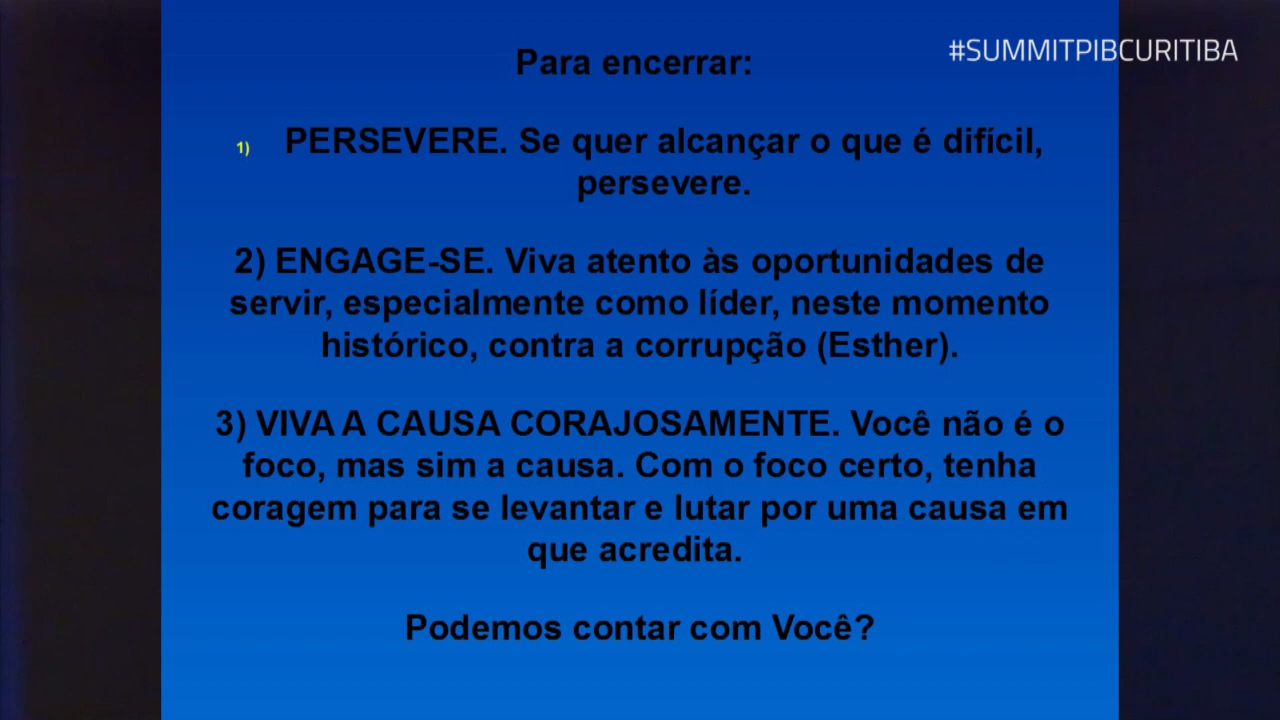 #SUMMITPIBCURITIBA
Para encerrar:
1) PERSEVERE. Se quer alcançar o que é difícil,
persevere.
2) ENGAGE-SE. Viva atento às oportunidades de
servir, especialmente como líder, neste momento
histórico, contra a corrupção (Esther).
3) VIVA A CAUSA CORAJOSAMENTE. Você não é o
foco, mas sim a causa. Com o foco certo, tenha
coragem para se levantar e lutar por uma causa em
que acredita.
Podemos contar com Você?